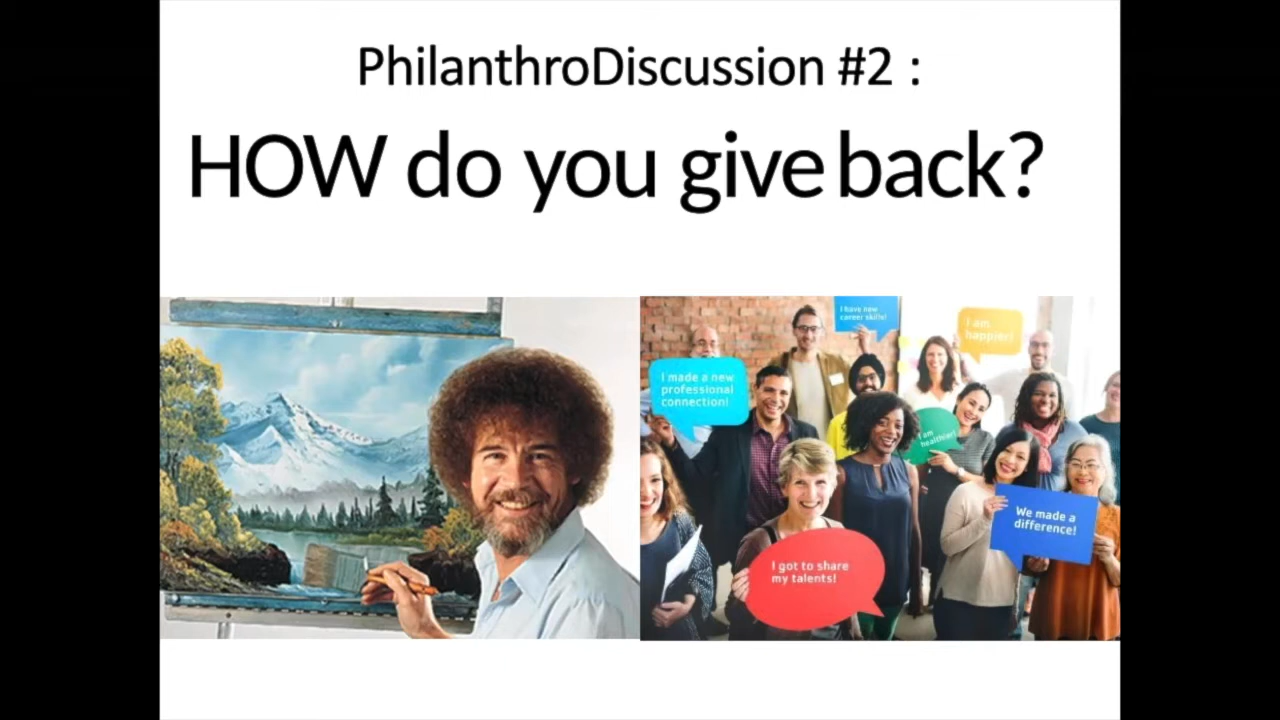 PhilanthroDiscussion #2 :
HOW do you give back?
I have new
career skills!
I am
happier!
I made a new
professional
connection!
I am
healthier!
We made a
difference!
I got to share
my talents!